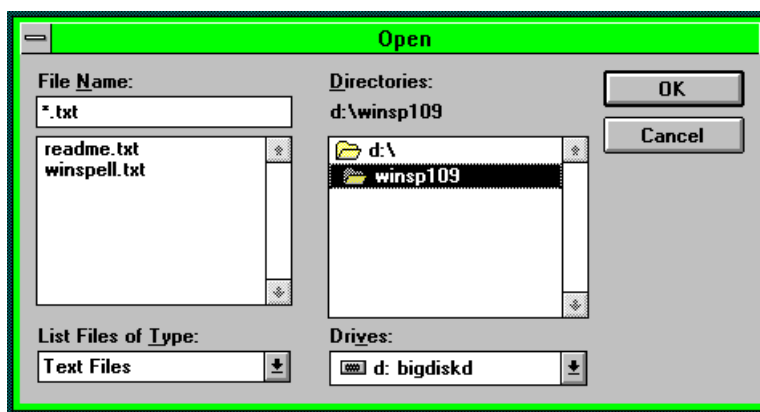 Open
File Name:
*.txt
readme.txt
winspell.txt
List Files of Type:
Text Files
Directories:
d:\winsp109
d:\
winsp109
Drives:
d: bigdiskd
OK
Cancel